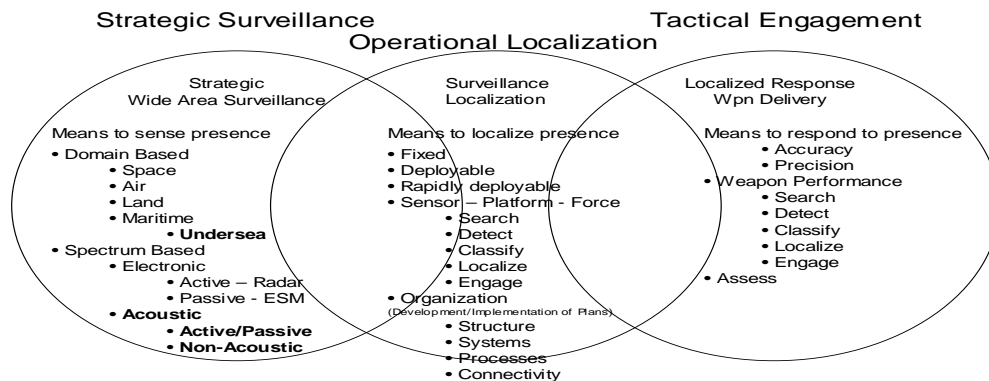 Strategic Surveillance
Operational Localization
Tactical Engagement
Strategic
Wide Area Surveillance
Means to sense presence
• Domain Based
• Space
• Air
• Land
• Maritime
• Undersea
• Spectrum Based
• Electronic
• Active – Radar
• Passive - ESM
• Acoustic
• Active/Passive
• Non-Acoustic
Surveillance
Localization
Means to localize presence
• Fixed
• Deployable
• Rapidly deployable
• Sensor – Platform - Force
• Search
• Detect
• Classify
• Localize
• Engage
• Organization
(Development/Implementation of Plans)
• Structure
• Systems
• Processes
• Connectivity
Localized Response
Wpn Delivery
Means to respond to presence
• Accuracy
• Precision
• Weapon Performance
• Search
• Detect
• Classify
• Localize
• Engage
• Assess